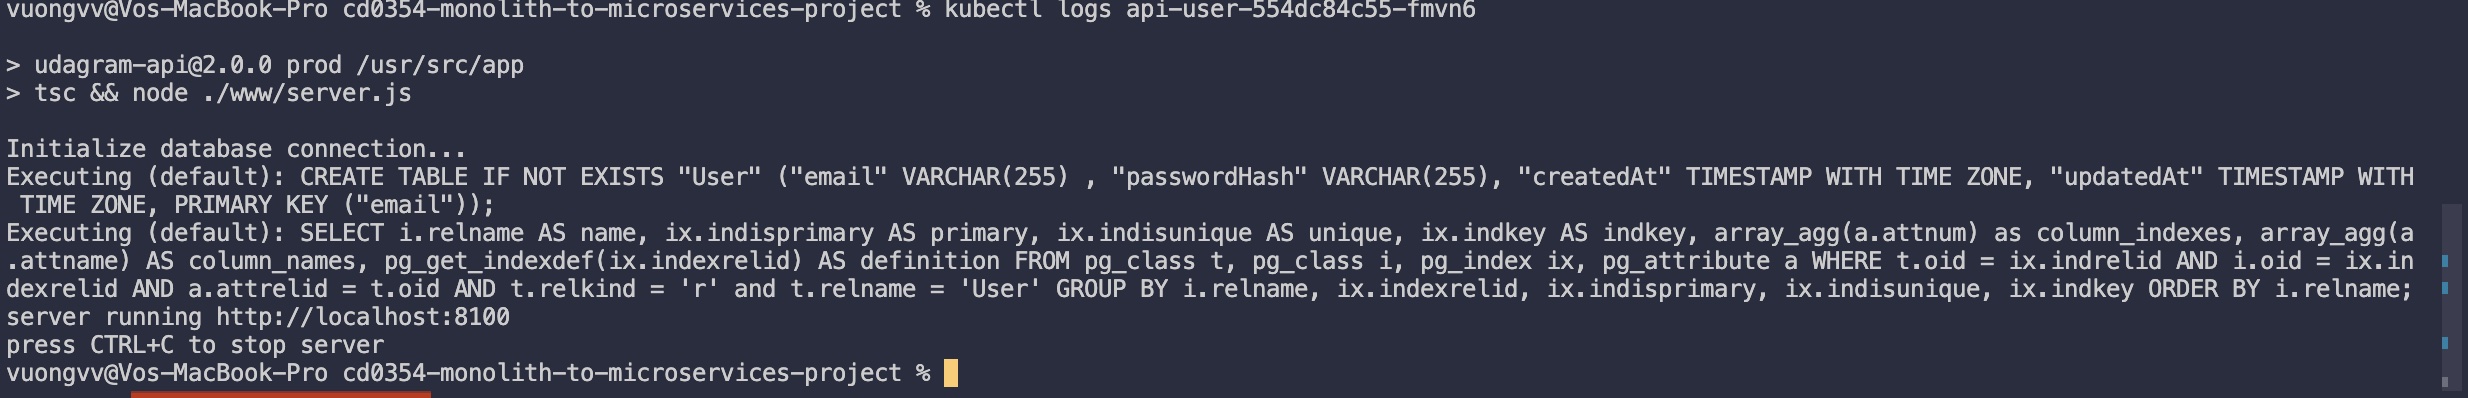 vuongvv@Vos-MacBook-Pro cd0354-monolith-to-microservices-project % kubectl logs api-user-554dc84c55-fmvn6
> udagram-api@2.0.0 prod /usr/src/app
> tsc && node ./www/server.js
Initialize database connection...
Executing (default): CREATE TABLE IF NOT EXISTS "User" ("email" VARCHAR(255) , "passwordHash" VARCHAR(255), "createdAt" TIMESTAMP WITH TIME ZONE, "updatedAt" TIMESTAMP WITH
 TIME ZONE, PRIMARY KEY ("email"));
Executing (default): SELECT i.relname AS name, ix.indisprimary AS primary, ix.indisunique AS unique, ix.indkey AS indkey, array_agg(a.attnum) as column_indexes, array_agg(a
.attname) AS column_names, pg_get_indexdef(ix.indexrelid) AS definition FROM pg_class t, pg_class i, pg_index ix, pg_attribute a WHERE t.oid = ix.indrelid AND i.oid = ix.in
dexrelid AND a.attrelid = t.oid AND t.relkind = 'r' and t.relname = 'User' GROUP BY i.relname, ix.indexrelid, ix.indisprimary, ix.indisunique, ix.indkey ORDER BY i.relname;
server running http://localhost:8100
press CTRL+C to stop server
vuongvv@Vos-MacBook-Pro cd0354-monolith-to-microservices-project %